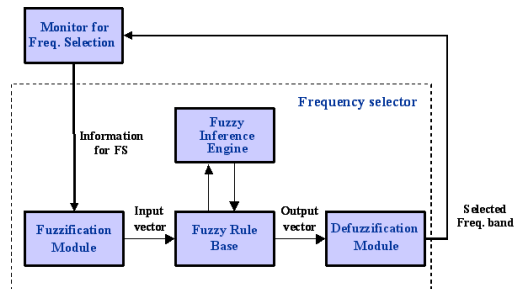 Monitor for
Freq. Selection
Frequency selector
Fuzzy
Inference
Engine
Information
for FS
Selected
Freq. band
Input
vector
Output
vector
Fuzzification
Module
Fuzzy Rule
Base
Defuzzification
Module